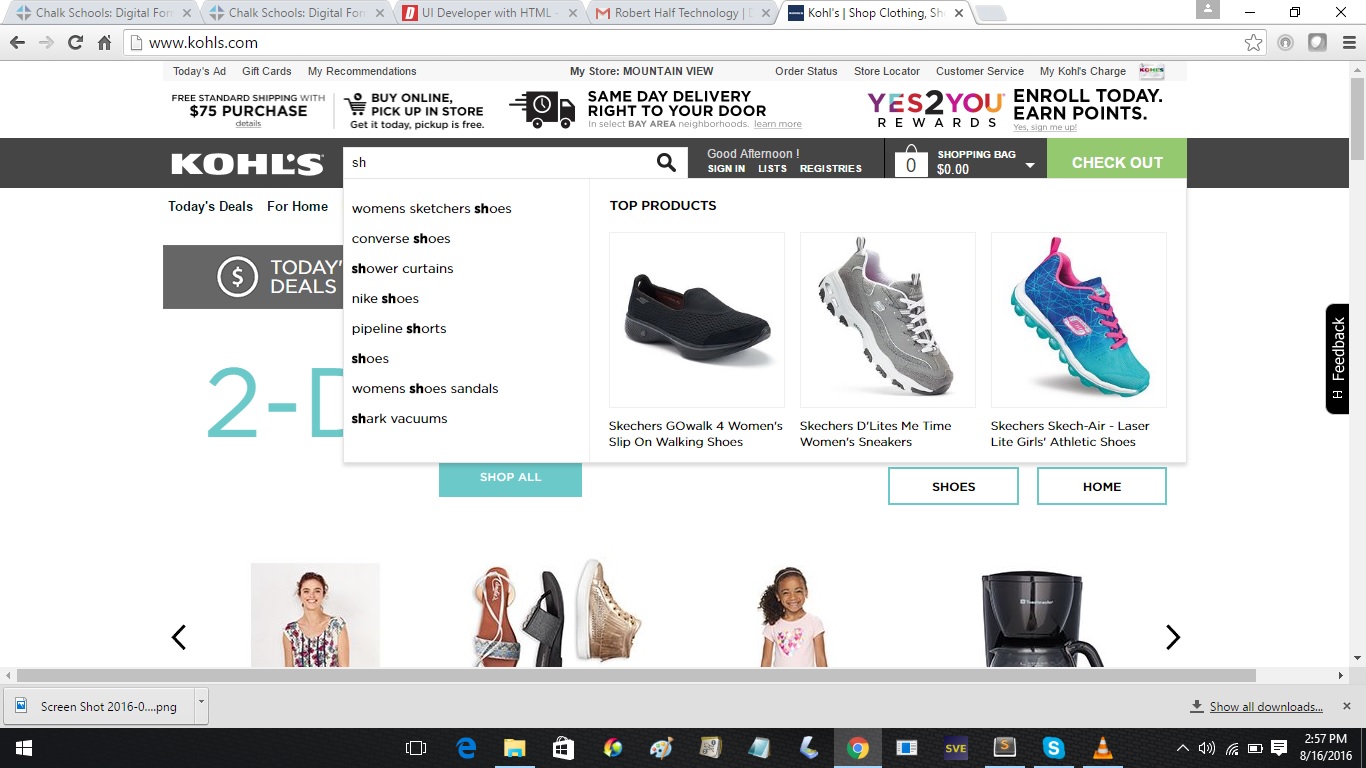 Chalk Schools: Digital For
Chalk Schools: Digital For
UI Developer with HTML -
Robert Half Technology |
Kohl's | Shop Clothing, Sh
www.kohls.com
Today's Ad Gift Cards My Recommendations My Store: MOUNTAIN VIEW Order Status Store Locator Customer Service My Kohl's Charge
FREE STANDARD SHIPPING WITH
$75 PURCHASE
details
BUY ONLINE,
PICK UP IN STORE
Get it today, pickup is free.
SAME DAY DELIVERY
RIGHT TO YOUR DOOR
In select BAY AREA neighborhoods. learn more
YES2YOU
REWARDS
ENROLL TODAY.
EARN POINTS.
Yes, sign me up!
KOHL'S
sh
Good Afternoon !
SIGN IN LISTS REGISTRIES
0
SHOPPING BAG
$0.00
CHECK OUT
Today's Deals For Home
womens sketchers shoes
converse shoes
shower curtains
nike shoes
pipeline shorts
shoes
womens shoes sandals
shark vacuums
TOP PRODUCTS
Skechers GOwalk 4 Women's
Slip On Walking Shoes
Skechers D'Lites Me Time
Women's Sneakers
Skechers Skech-Air - Laser
Lite Girls' Athletic Shoes
$
TODAY'
DEALS
2-D
Feedback
SHOP ALL
SHOES
HOME
Screen Shot 2016-0....png
Show all downloads...
SVE
2:57 PM
8/16/2016